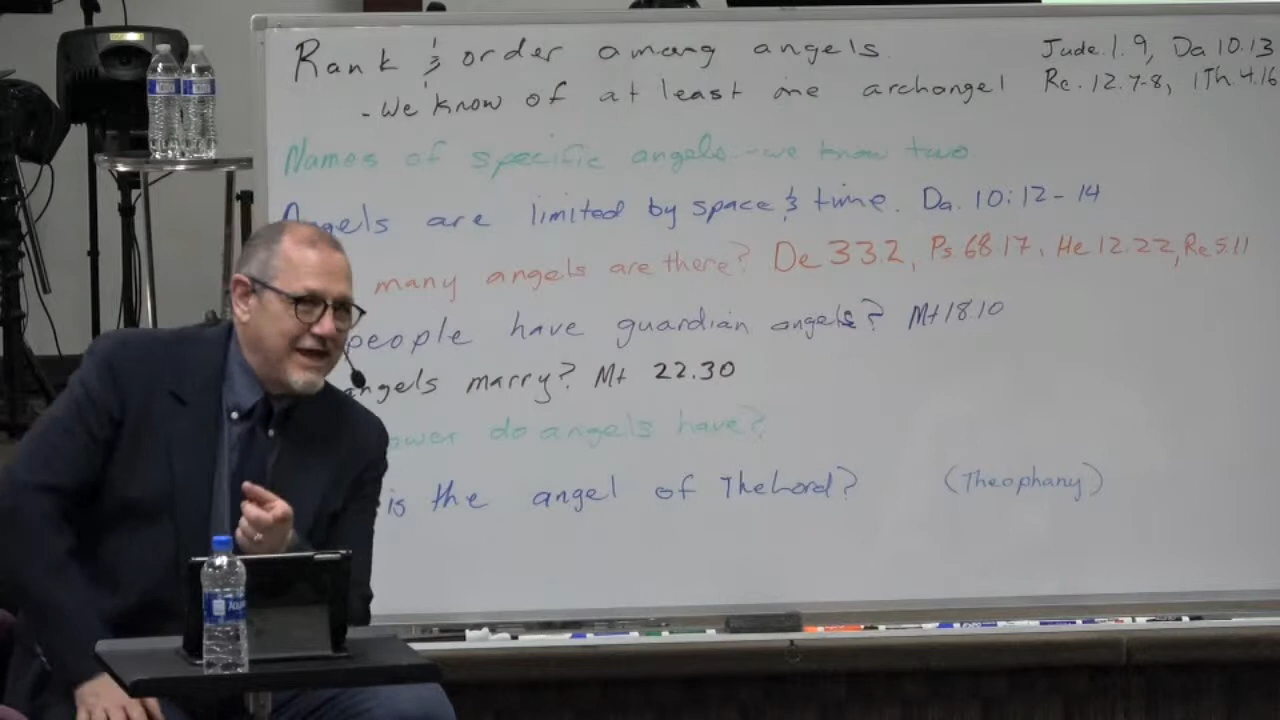 Rank & order among angels. Jude.1.9, Da 10.13
- we know of at least one archangel Re.12.7-8, 1Th.4.16
Names of specific angels - we know two
Angels are limited by space & time. Da. 10:12-14
many angels are there? De 33.2, Ps 68.17, He 12.22, Re 5.11
people have guardian angels? Mt 18.10
angels marry? Mt 22.30
ower do angels have?
is the angel of The Lord? (Theophany)